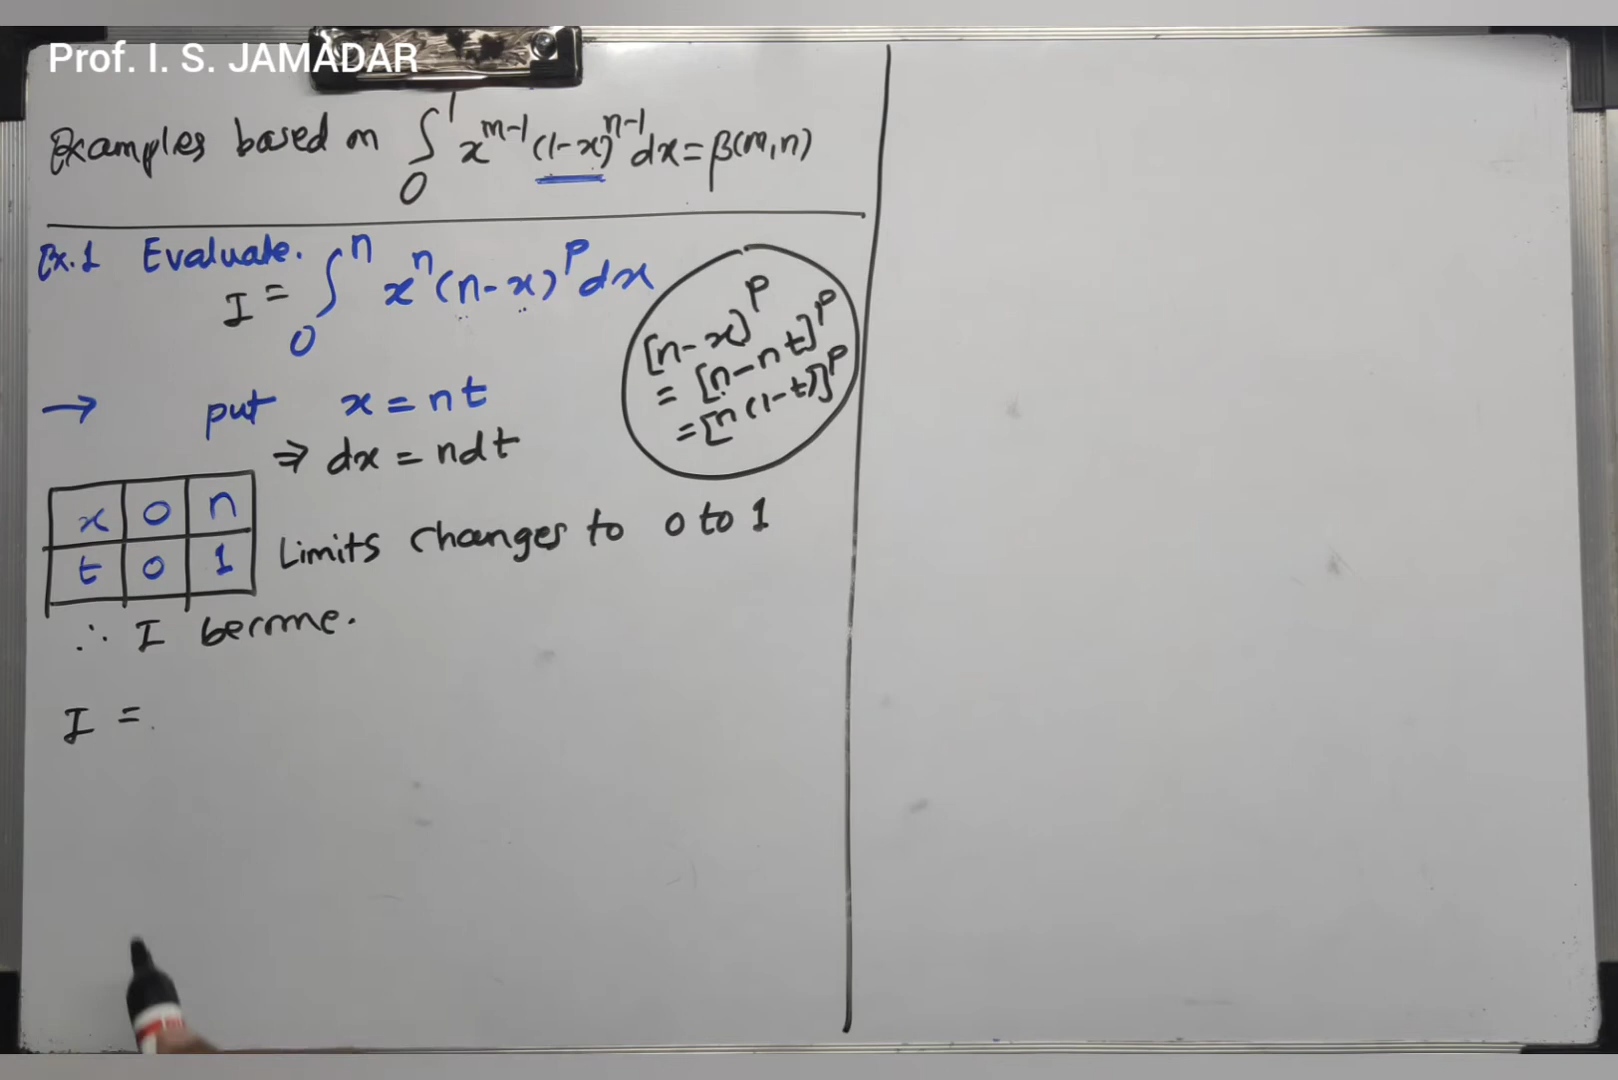 Prof. I. S. JAMADAR
Examples based on ∫₀¹ x^(m-1) (1-x)^(n-1) dx = β(m,n)
Ex.1 Evaluate.
I = ∫₀ⁿ xⁿ (n-x)^p dx
[n-x]^p
= [n-nt]^p
= [n(1-t)]^p
→ put x = nt
⇒ dx = ndt
x 0 n
t 0 1
Limits changes to 0 to 1
∴ I become.
I =